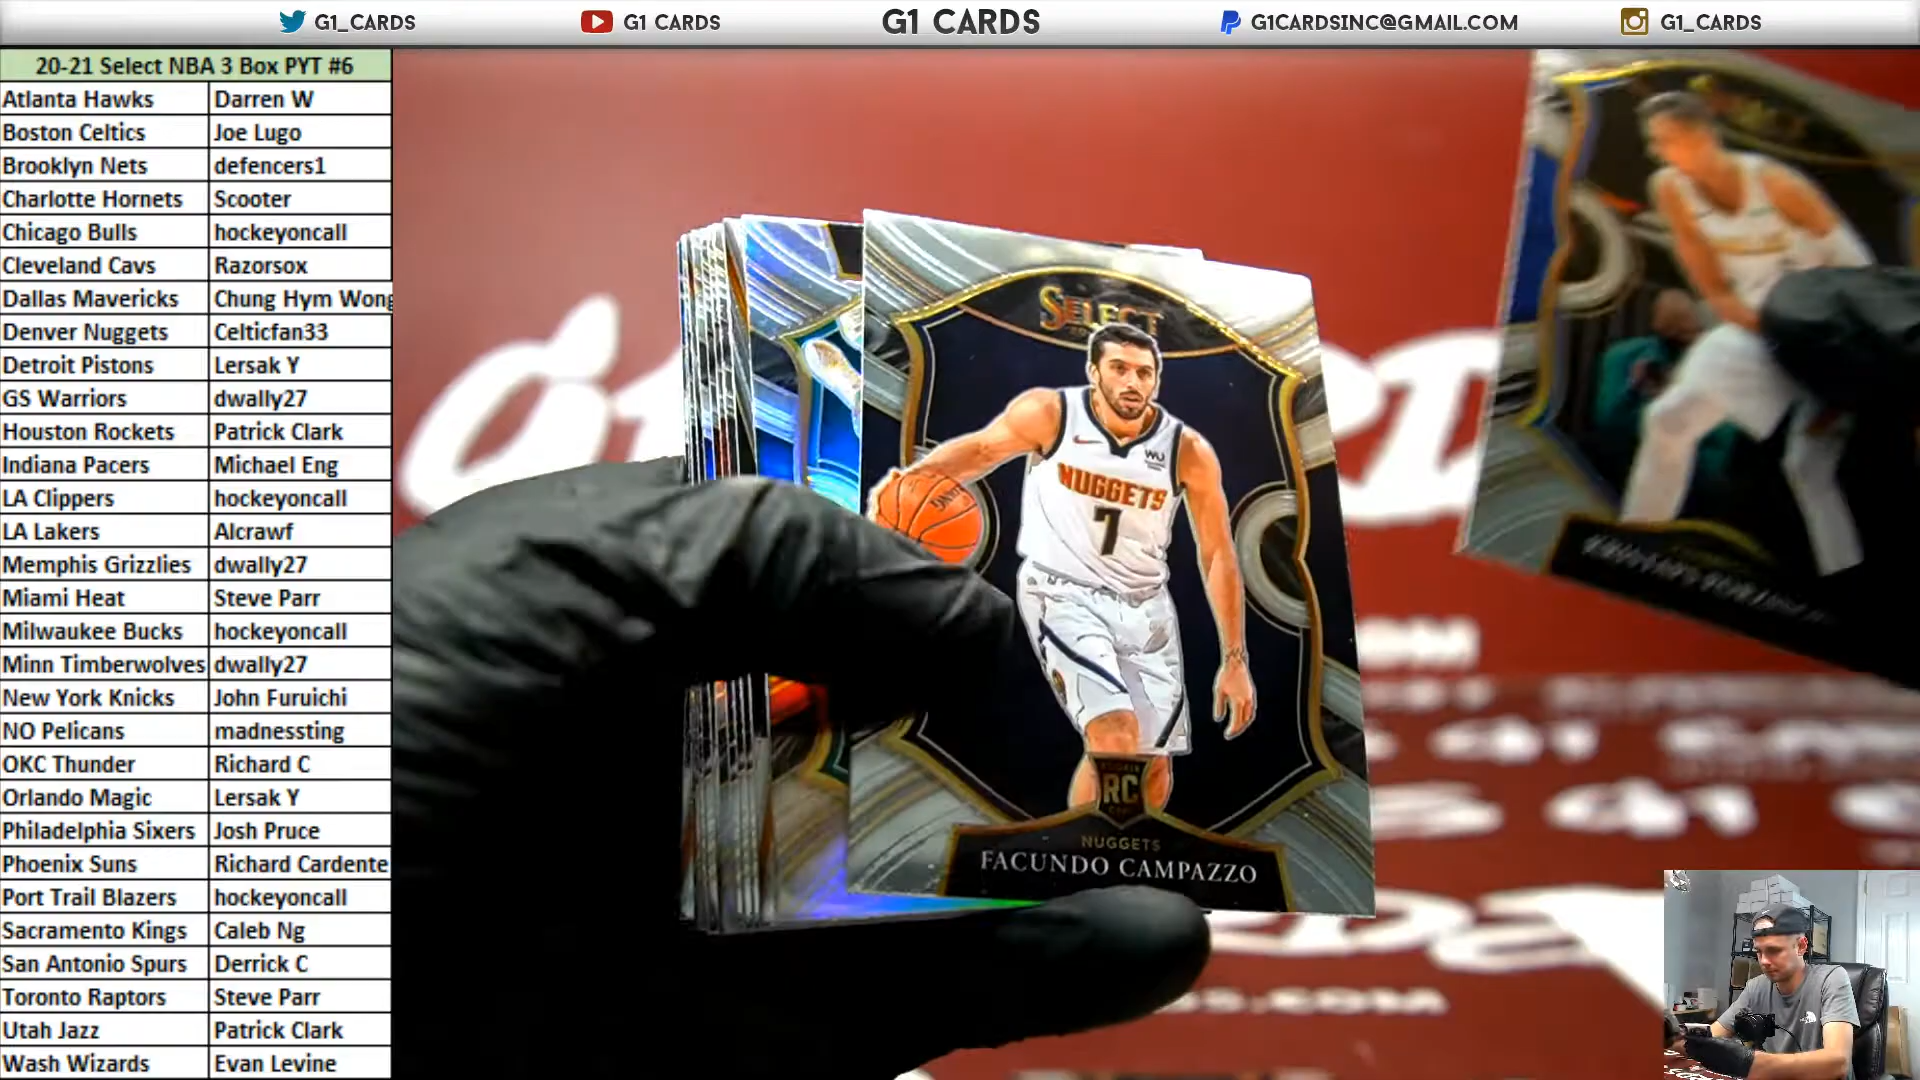 G1_CARDS
G1 CARDS
G1 CARDS
G1CARDSINC@GMAIL.COM
G1_CARDS
20-21 Select NBA 3 Box PYT #6
Atlanta Hawks Darren W
Boston Celtics Joe Lugo
Brooklyn Nets defencers1
Charlotte Hornets Scooter
Chicago Bulls hockeyoncall
Cleveland Cavs Razorsox
Dallas Mavericks Chung Hym Wong
Denver Nuggets Celticfan33
Detroit Pistons Lersak Y
GS Warriors dwally27
Houston Rockets Patrick Clark
Indiana Pacers Michael Eng
LA Clippers hockeyoncall
LA Lakers Alcrawf
Memphis Grizzlies dwally27
Miami Heat Steve Parr
Milwaukee Bucks hockeyoncall
Minn Timberwolves dwally27
New York Knicks John Furuichi
NO Pelicans madnessting
OKC Thunder Richard C
Orlando Magic Lersak Y
Philadelphia Sixers Josh Pruce
Phoenix Suns Richard Cardente
Port Trail Blazers hockeyoncall
Sacramento Kings Caleb Ng
San Antonio Spurs Derrick C
Toronto Raptors Steve Parr
Utah Jazz Patrick Clark
Wash Wizards Evan Levine
SELECT
WU
NUGGETS
7
RC
NUGGETS
FACUNDO CAMPAZZO